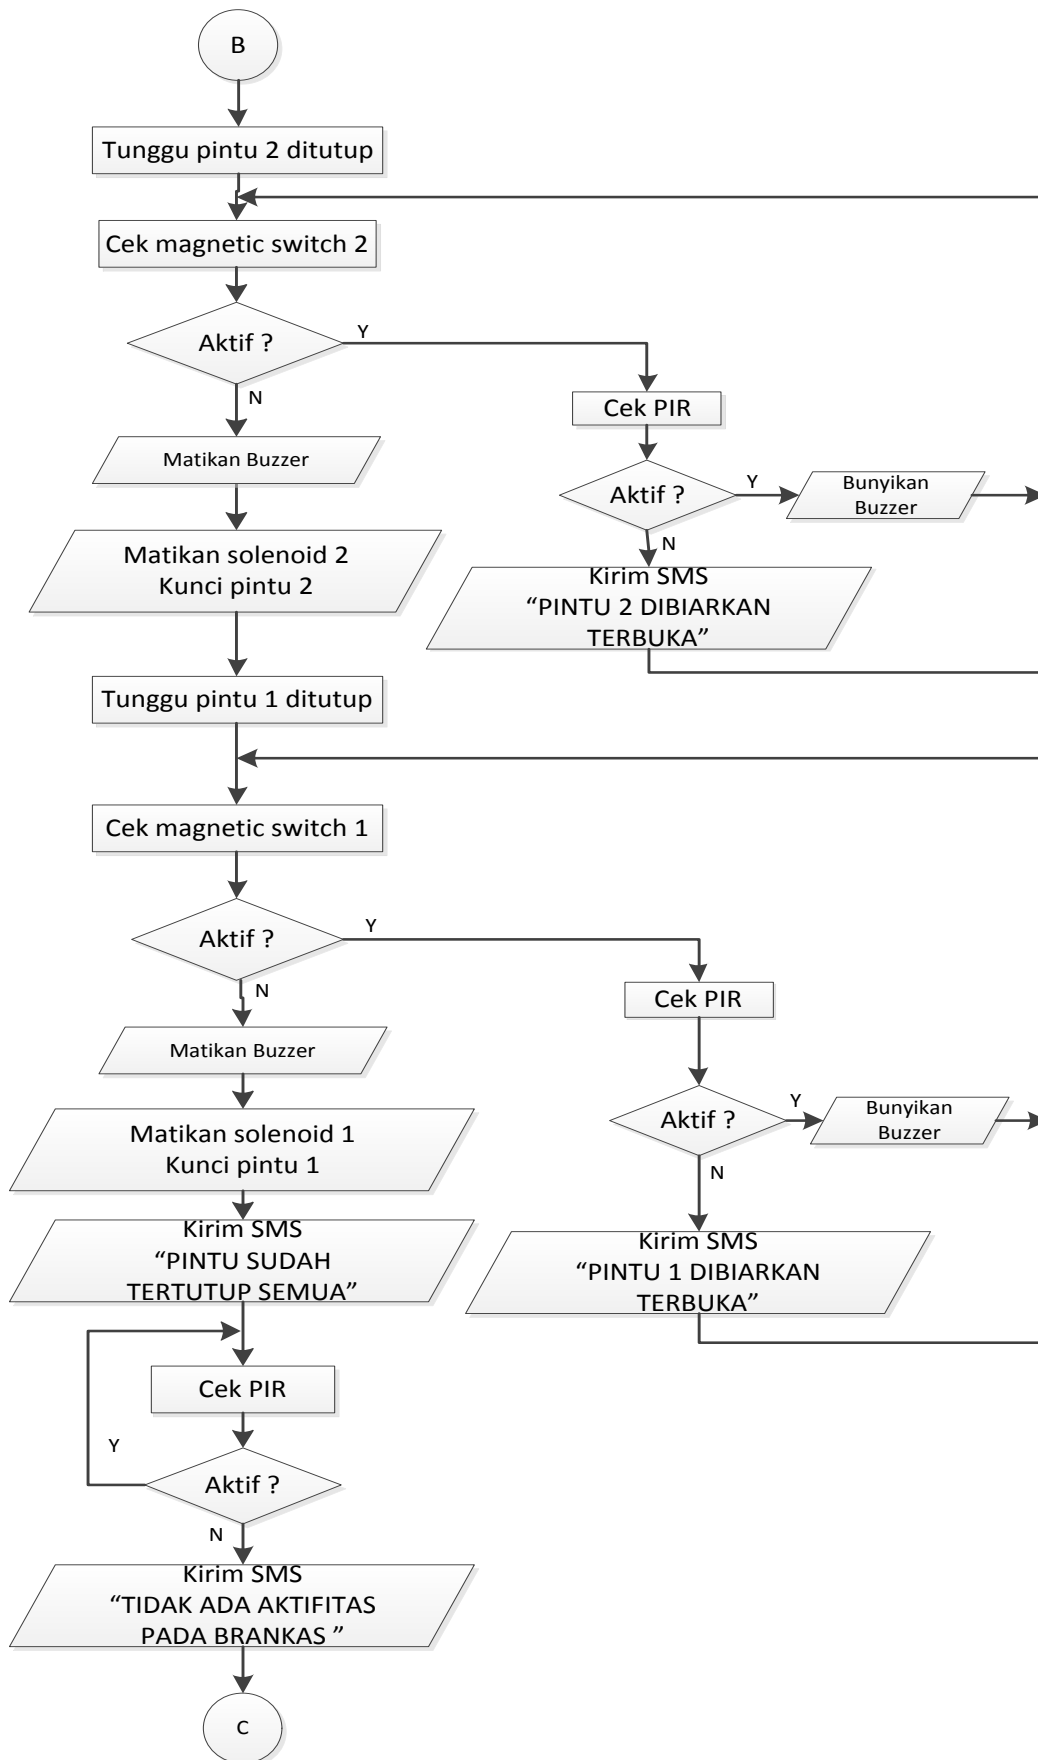 B
Tunggu pintu 2 ditutup
Cek magnetic switch 2
Aktif ?
Y
N
Cek PIR
Matikan Buzzer
Aktif ?
Y
Bunyikan
Buzzer
N
Matikan solenoid 2
Kunci pintu 2
Kirim SMS
“PINTU 2 DIBIARKAN
TERBUKA”
Tunggu pintu 1 ditutup
Cek magnetic switch 1
Aktif ?
Y
N
Cek PIR
Matikan Buzzer
Aktif ?
Y
Bunyikan
Buzzer
N
Matikan solenoid 1
Kunci pintu 1
Kirim SMS
“PINTU SUDAH
TERTUTUP SEMUA”
Kirim SMS
“PINTU 1 DIBIARKAN
TERBUKA”
Cek PIR
Y
Aktif ?
N
Kirim SMS
“TIDAK ADA AKTIFITAS
PADA BRANKAS ”
C